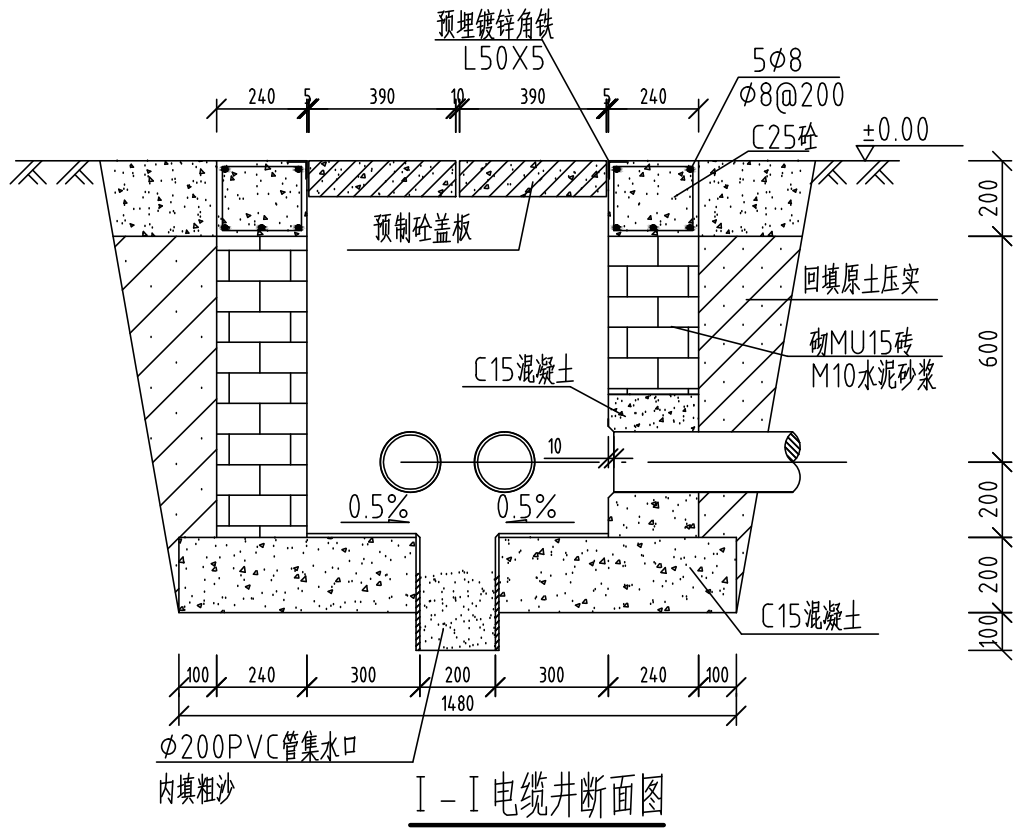 预埋镀锌角铁
L50X5
5Φ8
Φ8@200
C25砼
±0.00
240 5 390 10 390 5 240
200
预制砼盖板
回填原土压实
600
砌MU15砖
M10水泥砂浆
C15混凝土
10
0.5% 0.5%
200
200
C15混凝土
100
100 240 300 200 300 240 100
1480
Φ200PVC管集水口
内填粗沙
I-I电缆井断面图